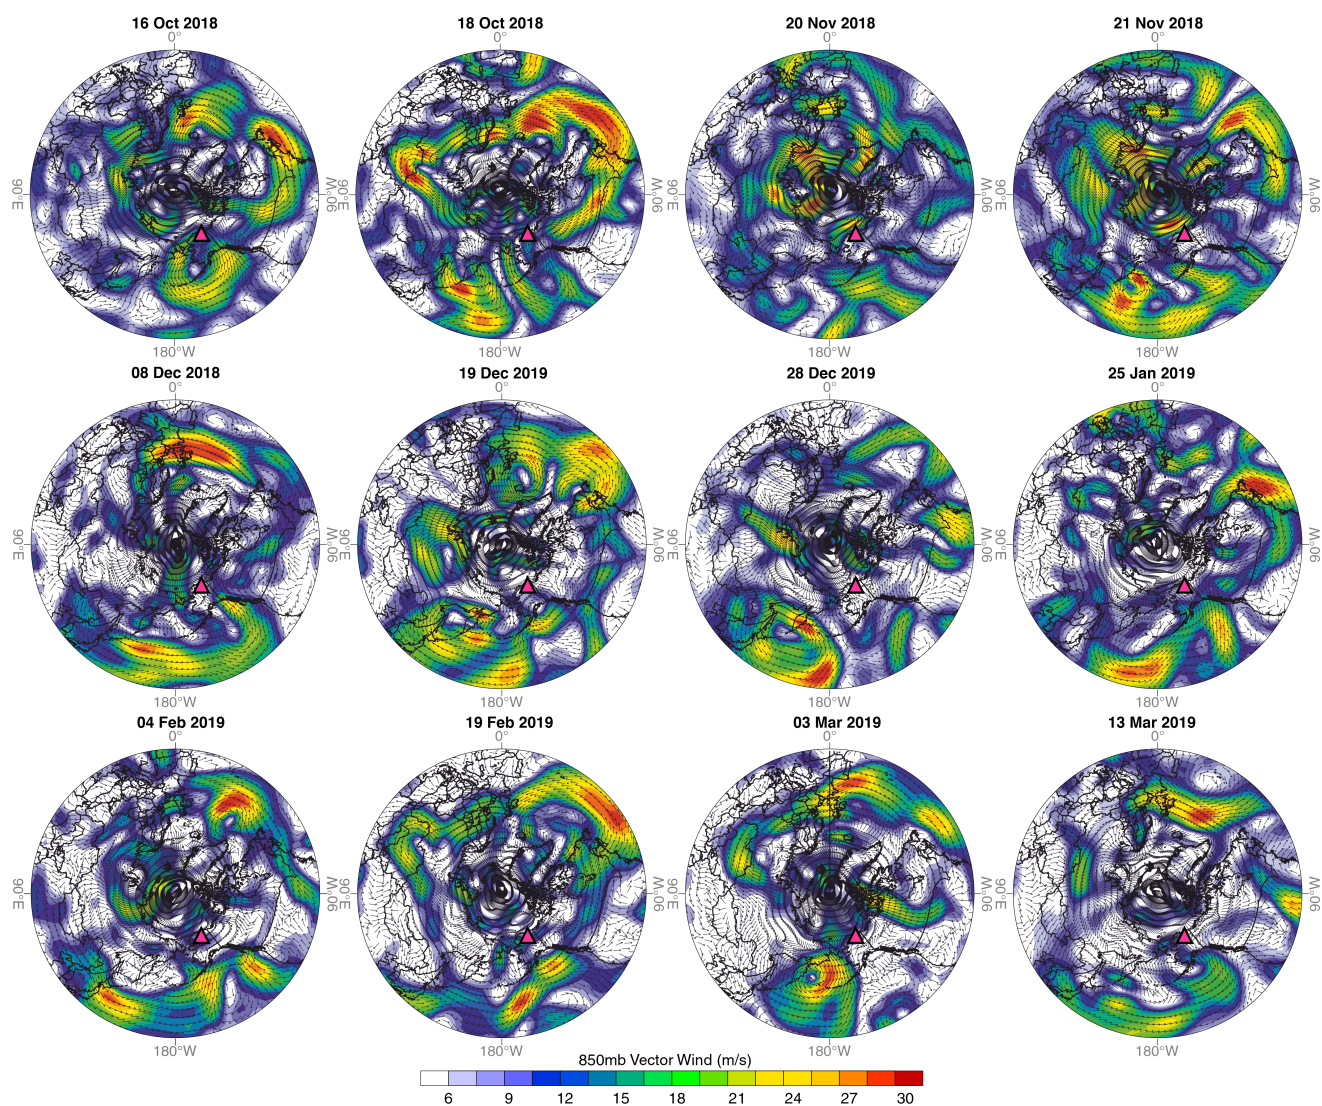 16 Oct 2018 18 Oct 2018 20 Nov 2018 21 Nov 2018
0° 0° 0° 0°
90°E 90°W 90°E 90°W 90°E 90°W 90°E 90°W
180°W 180°W 180°W 180°W
08 Dec 2018 19 Dec 2019 28 Dec 2019 25 Jan 2019
0° 0° 0° 0°
90°E 90°W 90°E 90°W 90°E 90°W 90°E 90°W
180°W 180°W 180°W 180°W
04 Feb 2019 19 Feb 2019 03 Mar 2019 13 Mar 2019
0° 0° 0° 0°
90°E 90°W 90°E 90°W 90°E 90°W 90°E 90°W
180°W 180°W 180°W 180°W
850mb Vector Wind (m/s)
6 9 12 15 18 21 24 27 30